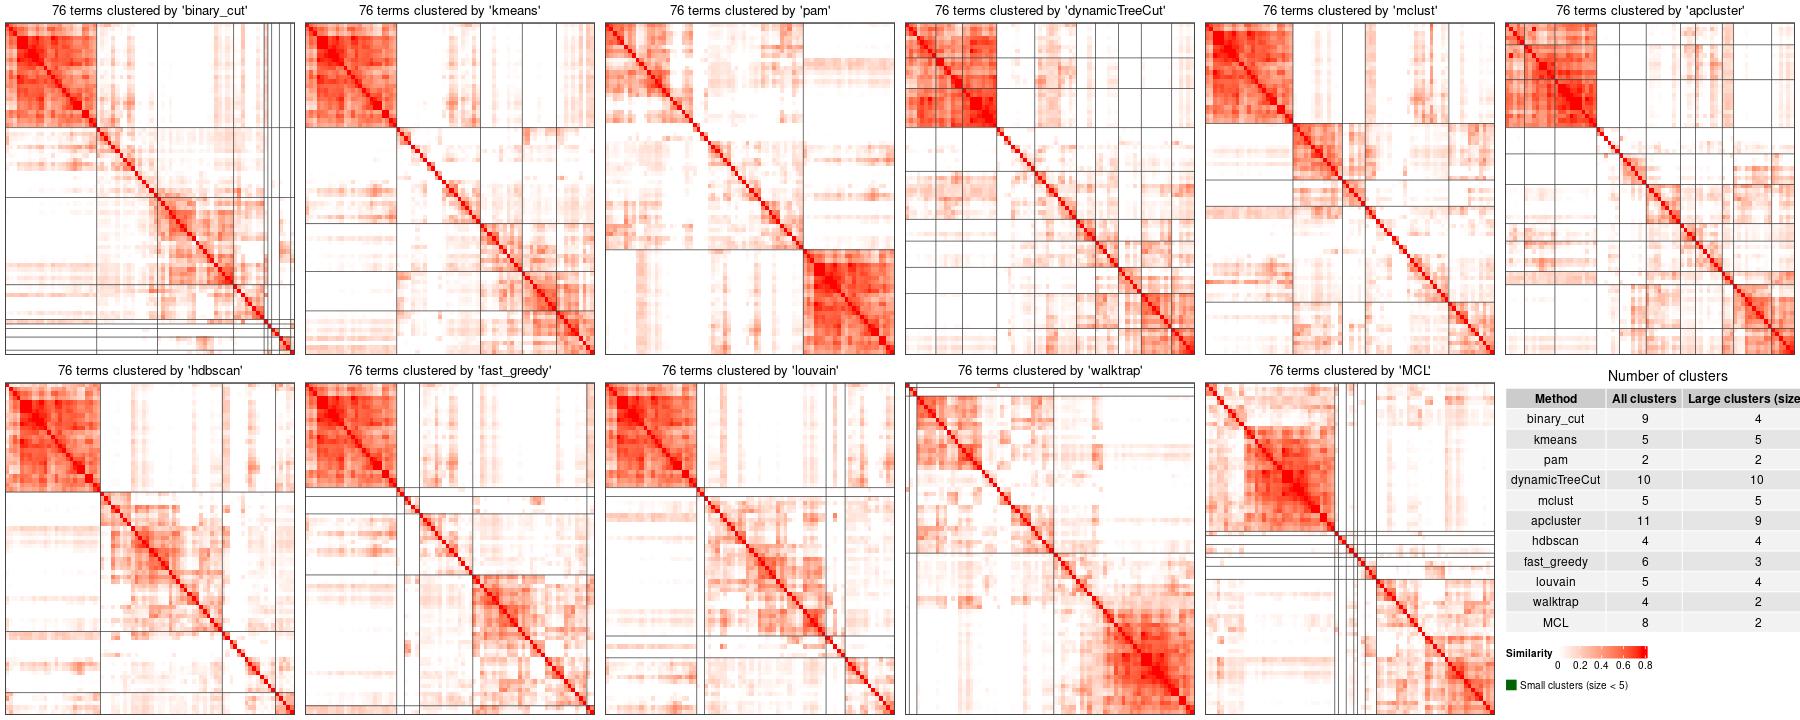 76 terms clustered by 'binary_cut'
76 terms clustered by 'kmeans'
76 terms clustered by 'pam'
76 terms clustered by 'dynamicTreeCut'
76 terms clustered by 'mclust'
76 terms clustered by 'apcluster'
76 terms clustered by 'hdbscan'
76 terms clustered by 'fast_greedy'
76 terms clustered by 'louvain'
76 terms clustered by 'walktrap'
76 terms clustered by 'MCL'
Number of clusters
Method All clusters Large clusters (size
binary_cut 9 4
kmeans 5 5
pam 2 2
dynamicTreeCut 10 10
mclust 5 5
apcluster 11 9
hdbscan 4 4
fast_greedy 6 3
louvain 5 4
walktrap 4 2
MCL 8 2
Similarity
0 0.2 0.4 0.6 0.8
Small clusters (size < 5)